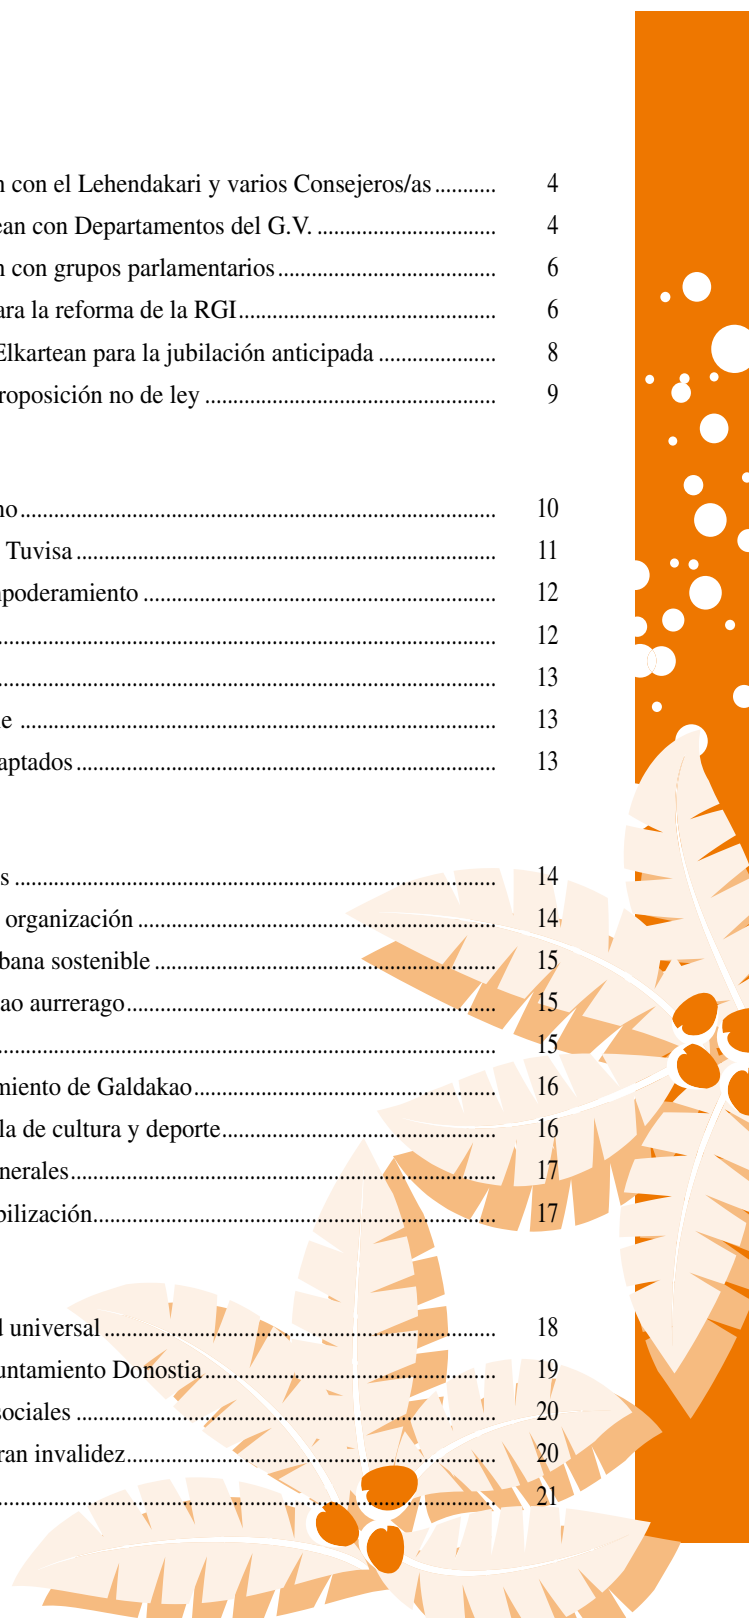 n con el Lehendakari y varios Consejeros/as ........... 4
ean con Departamentos del G.V. ................................ 4
n con grupos parlamentarios ....................................... 6
ara la reforma de la RGI .............................................. 6
Elkartean para la jubilación anticipada ..................... 8
roposición no de ley .................................................... 9
no ..................................................................................... 10
Tuvisa ........................................................................... 11
npoderamiento ............................................................... 12
......................................................................................... 12
......................................................................................... 13
le ..................................................................................... 13
aptados ........................................................................... 13
s ...................................................................................... 14
organización ................................................................ 14
bana sostenible ............................................................. 15
ao aurrerago .................................................................. 15
......................................................................................... 15
miento de Galdakao ................................................. 16
la de cultura y deporte ................................................. 16
nerales ............................................................................ 17
bilización ........................................................................ 17
d universal ...................................................................... 18
untamiento Donostia .................................................... 19
sociales ........................................................................... 20
ran invalidez .................................................................. 20
......................................................................................... 21